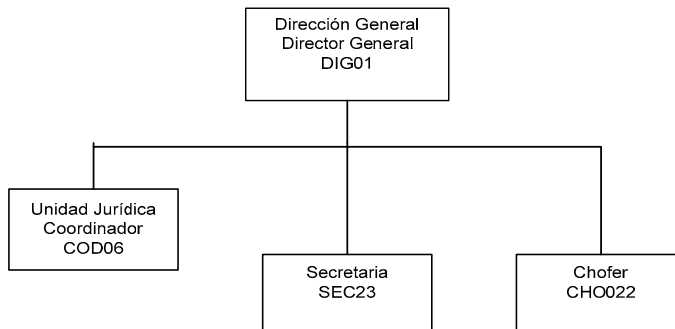 Dirección General
Director General
DIG01
Unidad Jurídica
Coordinador
COD06
Secretaria
SEC23
Chofer
CHO022